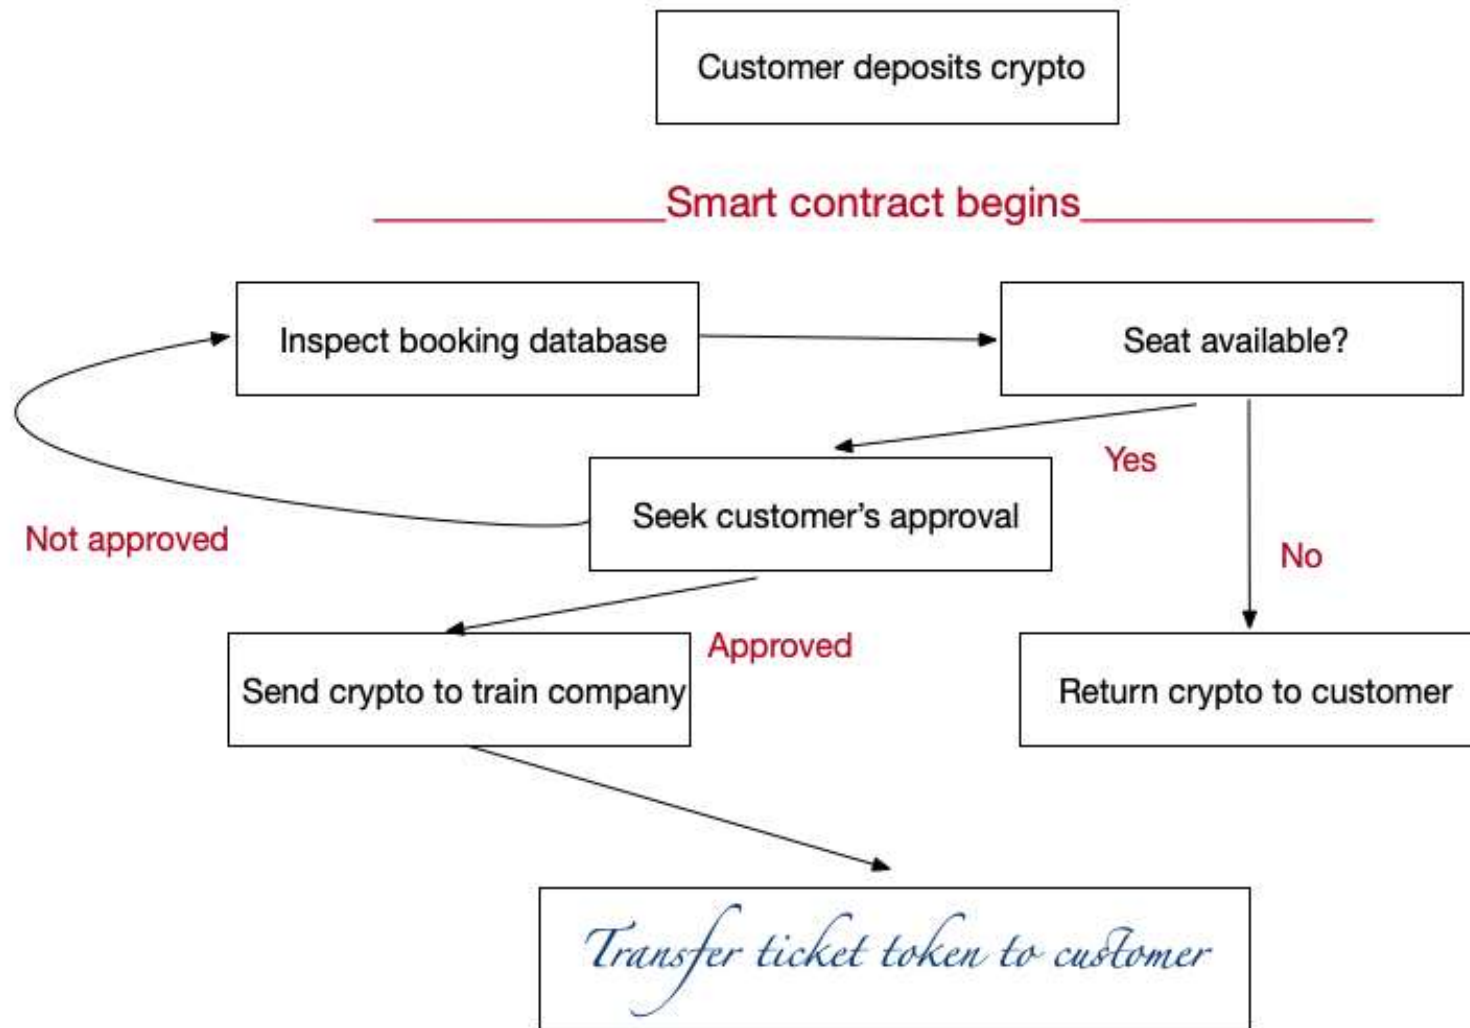 Customer deposits crypto
Smart contract begins
Inspect booking database
Seat available?
Yes
Seek customer’s approval
Not approved
No
Approved
Send crypto to train company
Return crypto to customer
Transfer ticket token to customer